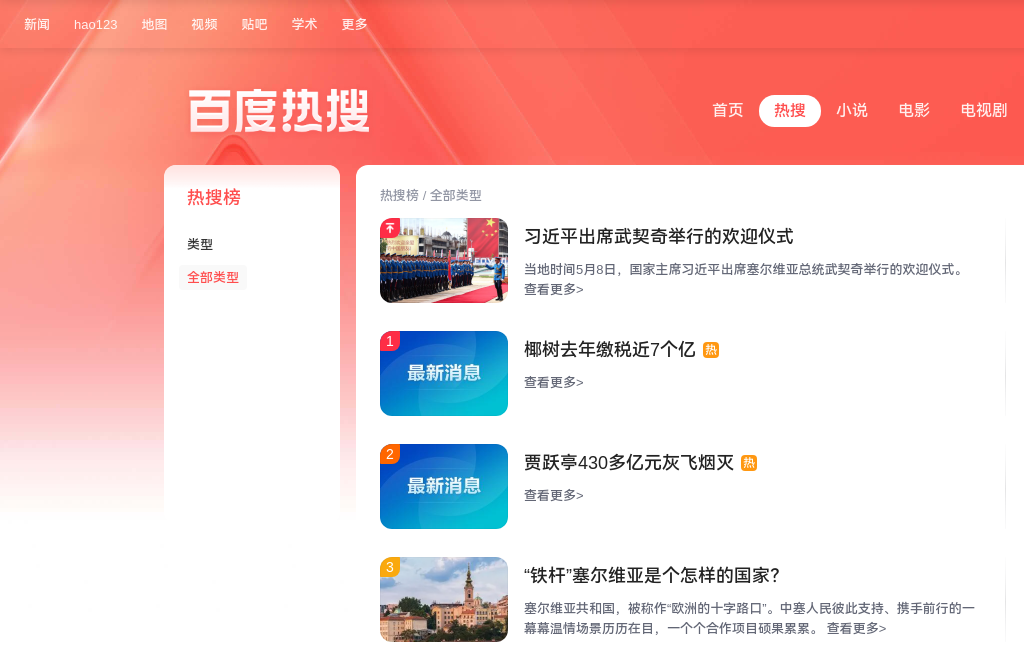 新闻 hao123 地图 视频 贴吧 学术 更多
百度热搜
首页 热搜 小说 电影 电视剧
热搜榜
类型
全部类型
热搜榜 / 全部类型
习近平出席武契奇举行的欢迎仪式
当地时间5月8日，国家主席习近平出席塞尔维亚总统武契奇举行的欢迎仪式。
查看更多>
1
最新消息
椰树去年缴税近7个亿 热
查看更多>
2
最新消息
贾跃亭430多亿元灰飞烟灭 热
查看更多>
3
“铁杆”塞尔维亚是个怎样的国家？
塞尔维亚共和国，被称作“欧洲的十字路口”。中塞人民彼此支持、携手前行的一
幕幕温情场景历历在目，一个个合作项目硕果累累。 查看更多>